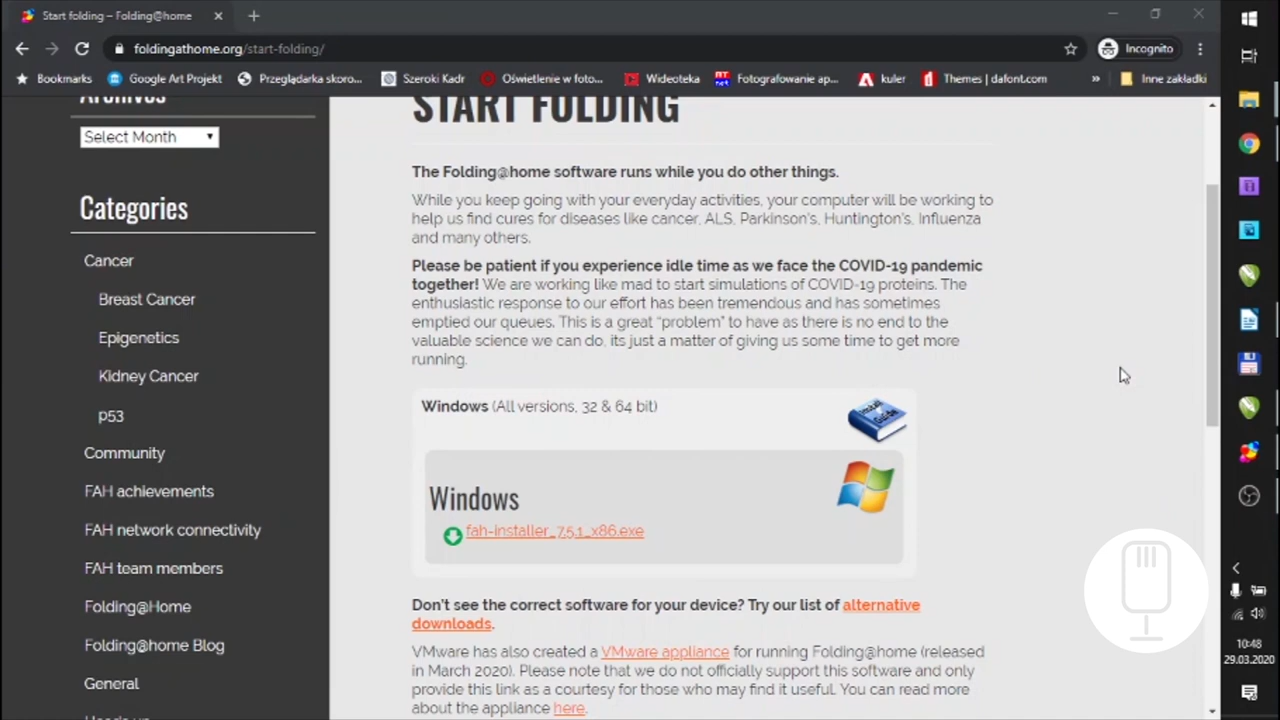 Start folding – Folding@home
foldingathome.org/start-folding/
Incognito
Bookmarks
Google Art Projekt
Przeglądarka skoro...
Szeroki Kadr
Oświetlenie w foto...
Wideoteka
Fotografowanie ap...
kuler
Themes | dafont.com
»
Inne zakładki
Archives
Select Month
Categories
Cancer
Breast Cancer
Epigenetics
Kidney Cancer
p53
Community
FAH achievements
FAH network connectivity
FAH team members
Folding@Home
Folding@home Blog
General
START FOLDING
The Folding@home software runs while you do other things.
While you keep going with your everyday activities, your computer will be working to
help us find cures for diseases like cancer, ALS, Parkinson's, Huntington's, Influenza
and many others.
Please be patient if you experience idle time as we face the COVID-19 pandemic
together! We are working like mad to start simulations of COVID-19 proteins. The
enthusiastic response to our effort has been tremendous and has sometimes
emptied our queues. This is a great “problem” to have as there is no end to the
valuable science we can do, its just a matter of giving us some time to get more
running.
Windows (All versions, 32 & 64 bit)
Install
Guide
Windows
fah-installer_7.5.1_x86.exe
Don't see the correct software for your device? Try our list of alternative
downloads.
VMware has also created a VMware appliance for running Folding@home (released
in March 2020). Please note that we do not officially support this software and only
provide this link as a courtesy for those who may find it useful. You can read more
about the appliance here.
10:48
29.03.2020